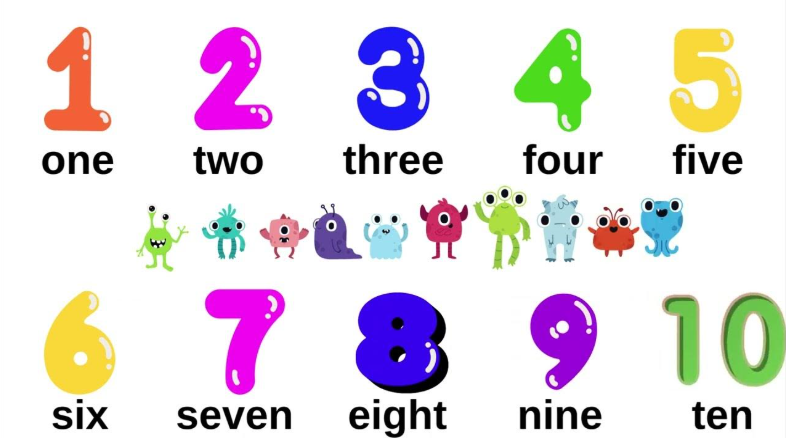 1 2 3 4 5
one two three four five
6 7 8 9 10
six seven eight nine ten